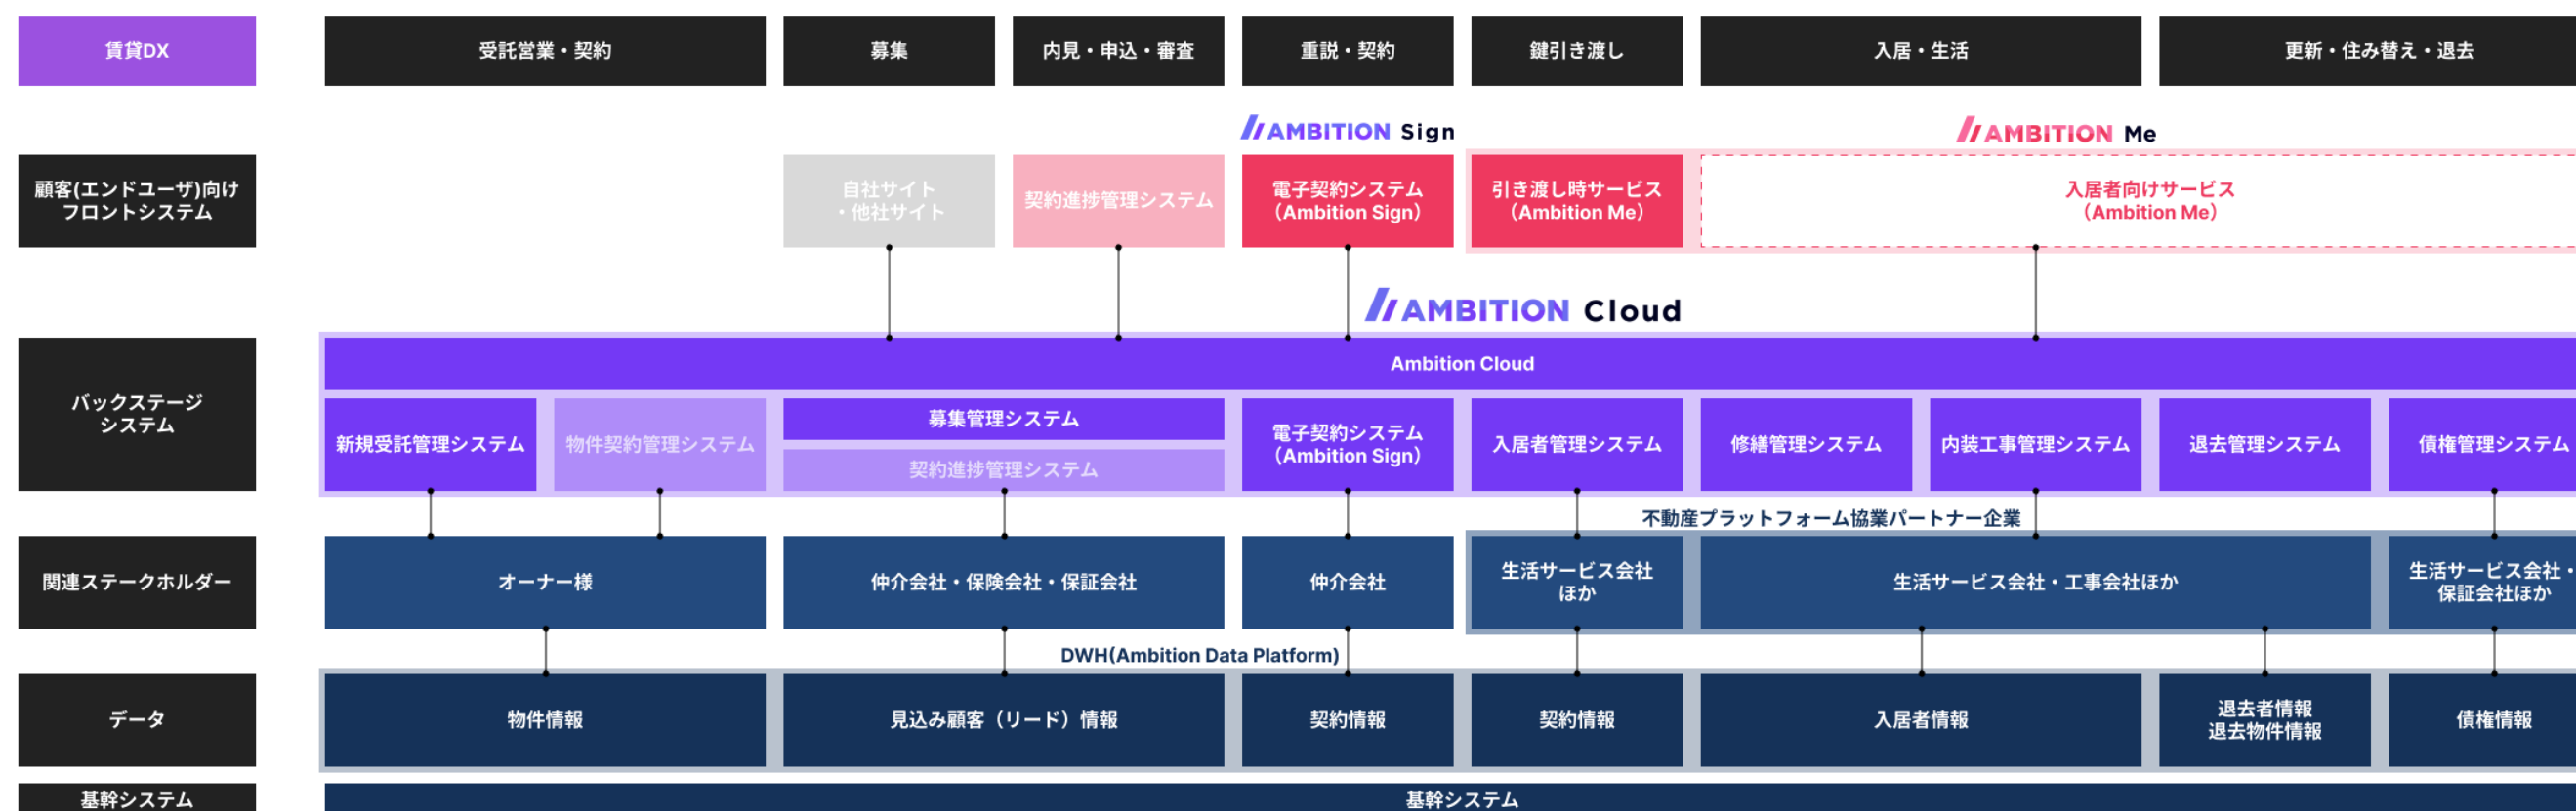 賃貸DX
受託営業・契約
募集
内見・申込・審査
重説・契約
鍵引き渡し
入居・生活
更新・住み替え・退去
AMBITION Sign
AMBITION Me
顧客(エンドユーザ)向け
フロントシステム
自社サイト
・他社サイト
契約進捗管理システム
電子契約システム
（Ambition Sign）
引き渡し時サービス
（Ambition Me）
入居者向けサービス
（Ambition Me）
AMBITION Cloud
バックステージ
システム
Ambition Cloud
新規受託管理システム
物件契約管理システム
募集管理システム
契約進捗管理システム
電子契約システム
（Ambition Sign）
入居者管理システム
修繕管理システム
内装工事管理システム
退去管理システム
債権管理システム
不動産プラットフォーム協業パートナー企業
関連ステークホルダー
オーナー様
仲介会社・保険会社・保証会社
仲介会社
生活サービス会社
ほか
生活サービス会社・工事会社ほか
生活サービス会社・
保証会社ほか
DWH(Ambition Data Platform)
データ
物件情報
見込み顧客（リード）情報
契約情報
契約情報
入居者情報
退去者情報
退去物件情報
債権情報
基幹システム
基幹システム